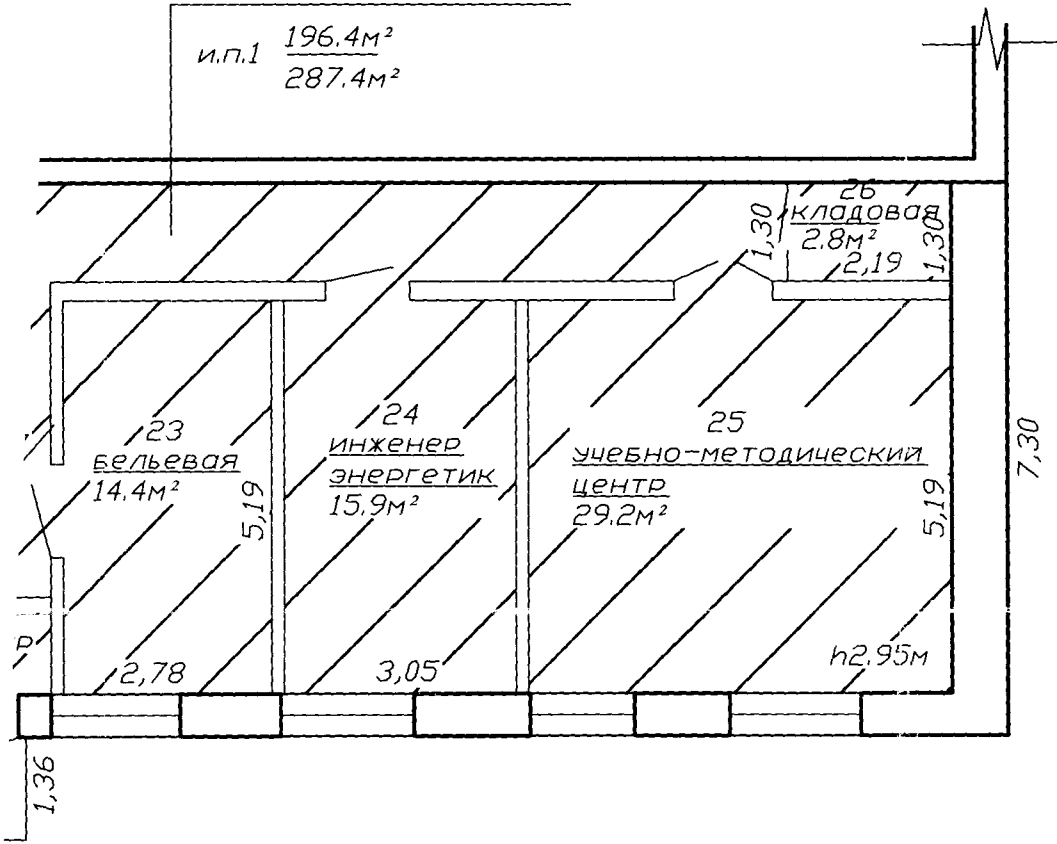 и.п.1 196.4м²
287.4м²
26
кладовая
2.8м²
1,30
2,19
1,30
23
бельевая
14.4м²
5,19
24
инженер
энергетик
15.9м²
25
учебно-методический
центр
29.2м²
5,19
7,30
р
2,78
3,05
h2.95м
1,36